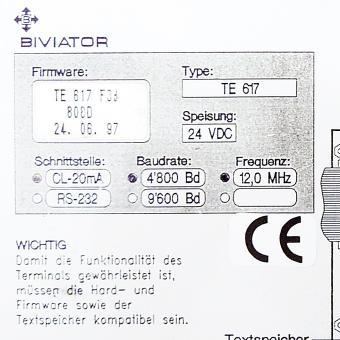 BIVIATOR
Firmware:
Type:
TE 617 F06
808D
24. 06. 97
TE 617
Speisung:
24 VDC
Schnittstelle:
Baudrate:
Frequenz:
CL-20mA
4'800 Bd
12,0 MHz
RS-232
9'600 Bd
CE
WICHTIG
Damit die Funktionalität des
Terminals gewährleistet ist,
müssen die Hard- und
Firmware sowie der
Textspeicher kompatibel sein.
Textspeicher